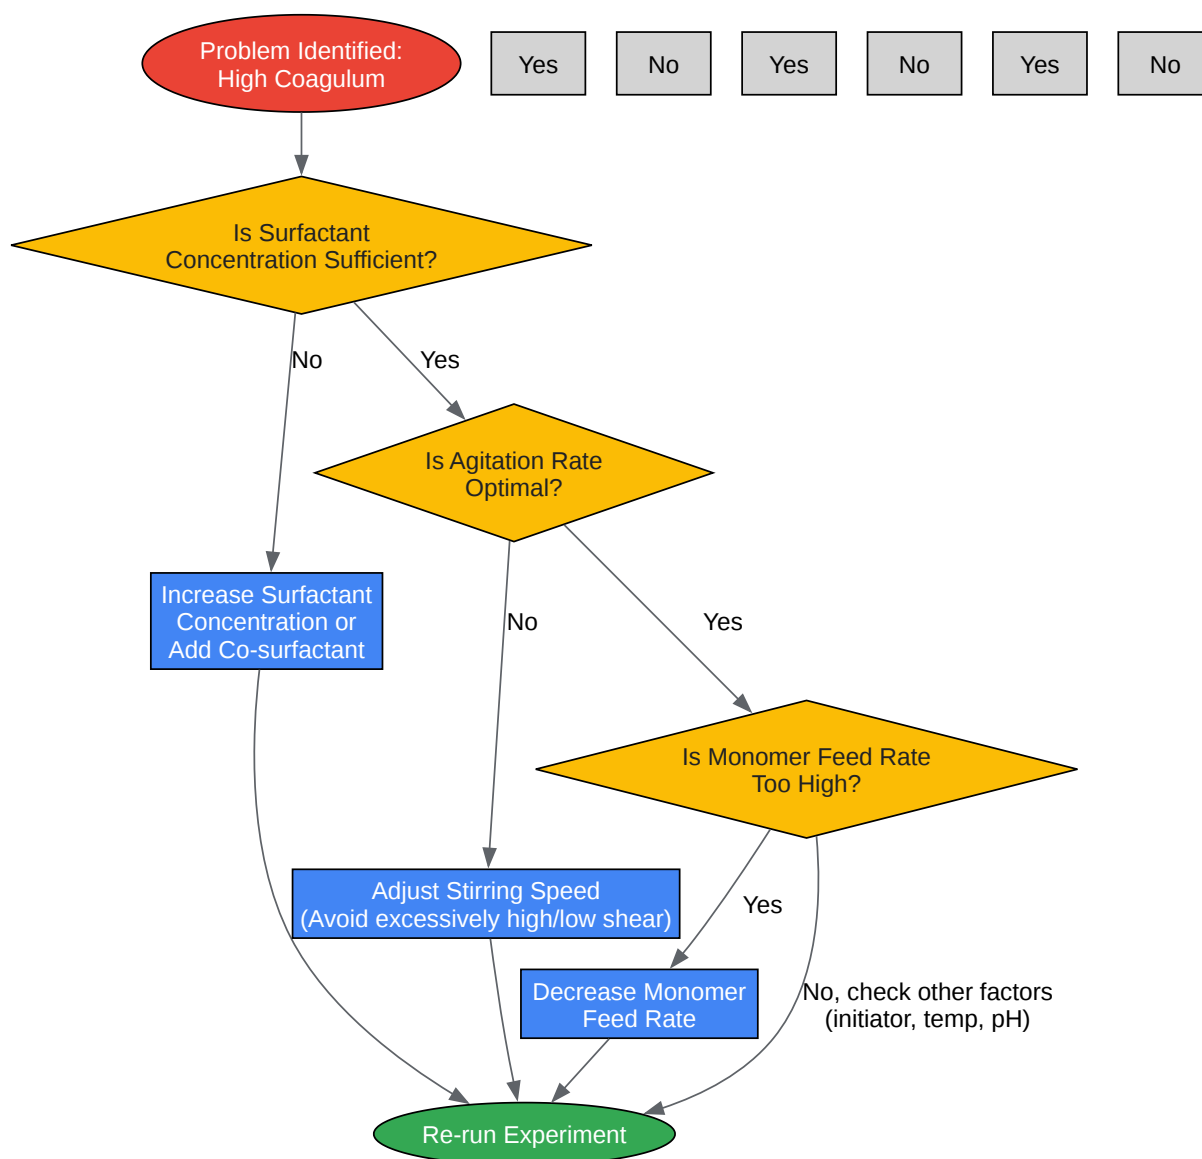 Problem Identified:
High Coagulum
Yes
No
Yes
No
Yes
No
Is Surfactant
Concentration Sufficient?
No
Yes
Is Agitation Rate
Optimal?
Increase Surfactant
Concentration or
Add Co-surfactant
No
Yes
Is Monomer Feed Rate
Too High?
Adjust Stirring Speed
(Avoid excessively high/low shear)
Yes
Decrease Monomer
Feed Rate
No, check other factors
(initiator, temp, pH)
Re-run Experiment